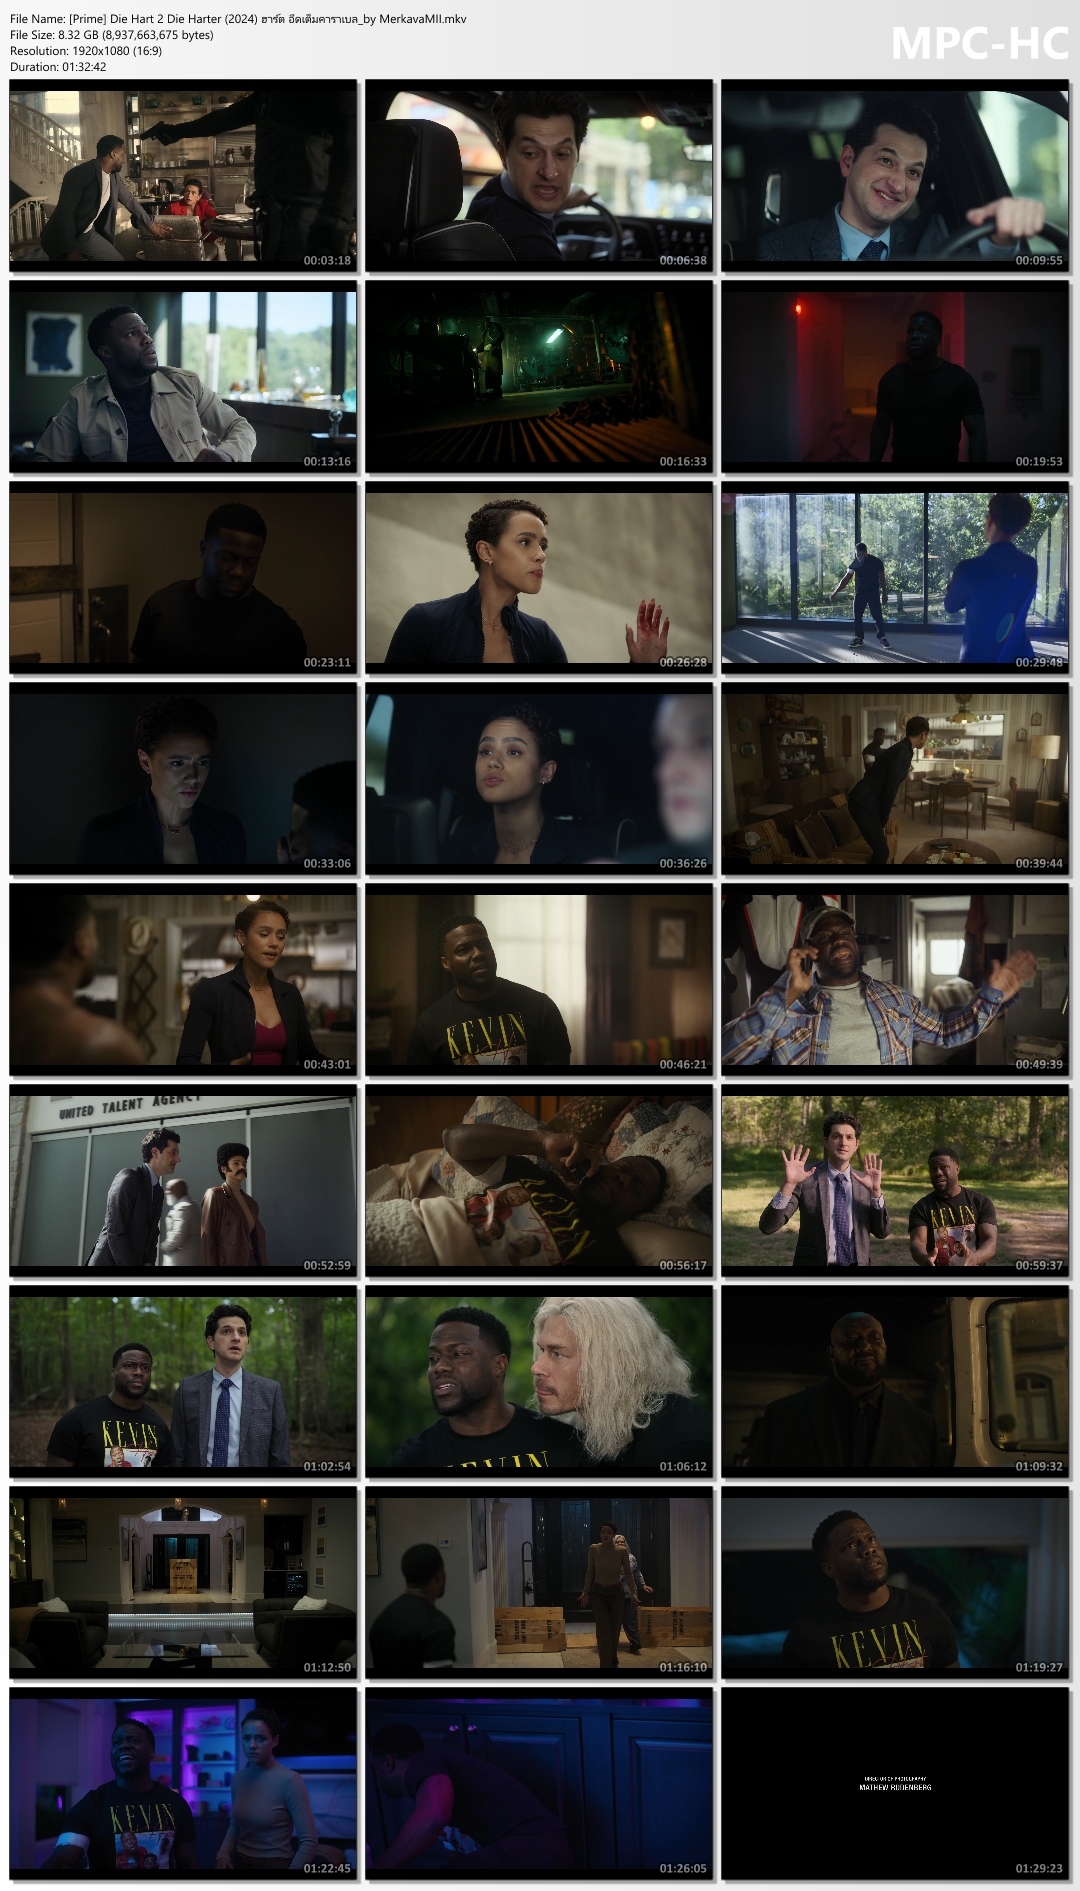 File Name: [Prime] Die Hart 2 Die Harter (2024) ฮาร์ต อึดเต็มคาราเบล_by MerkavaMII.mkv
File Size: 8.32 GB (8,937,663,675 bytes)
Resolution: 1920x1080 (16:9)
Duration: 01:32:42
MPC-HC
00:03:18
00:06:38
00:09:55
00:13:16
00:16:33
00:19:53
00:23:11
00:26:28
00:29:48
00:33:06
00:36:26
00:39:44
00:43:01
KEVIN
00:46:21
00:49:39
UNITED TALENT AGENCY
00:52:59
00:56:17
KEVIN
00:59:37
KEVIN
01:02:54
KEVIN
01:06:12
01:09:32
01:12:50
01:16:10
KEVIN
01:19:27
KEVIN
01:22:45
01:26:05
DIRECTOR OF PHOTOGRAPHY
MATHEW RUDENBERG
01:29:23